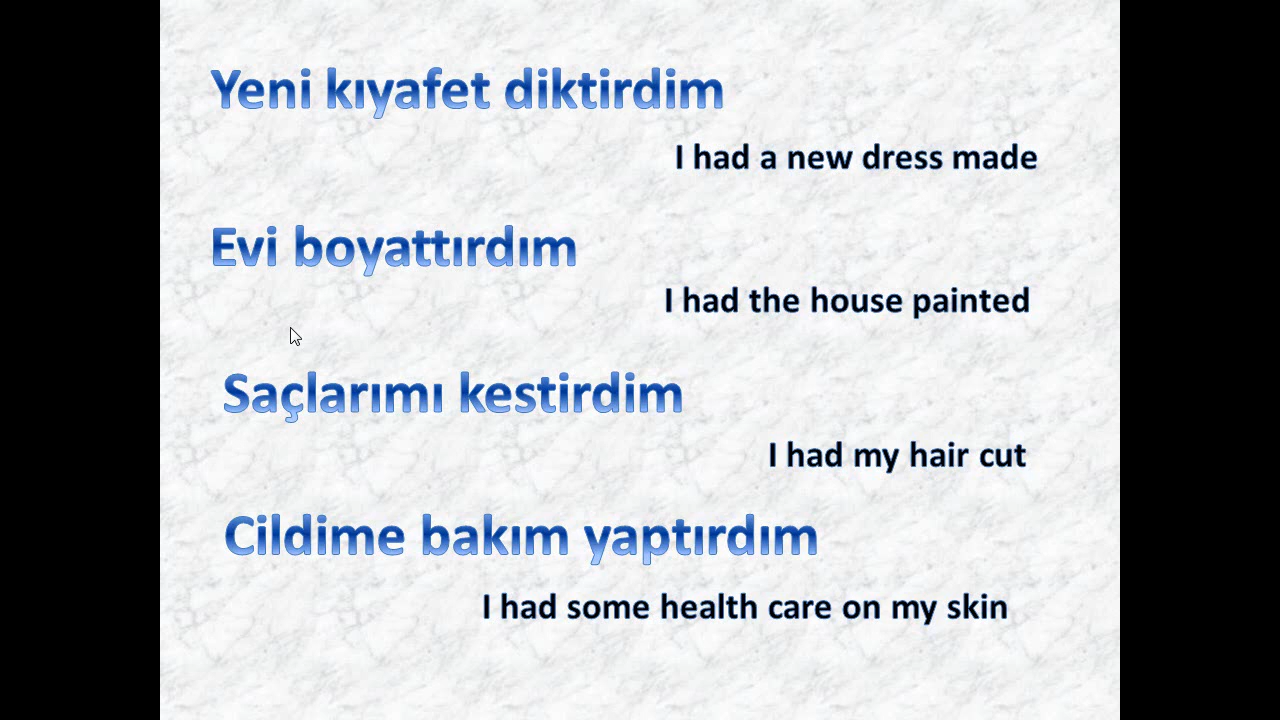 Yeni kıyafet diktirdim
I had a new dress made
Evi boyattırdım
I had the house painted
Saçlarımı kestirdim
I had my hair cut
Cildime bakım yaptırdım
I had some health care on my skin